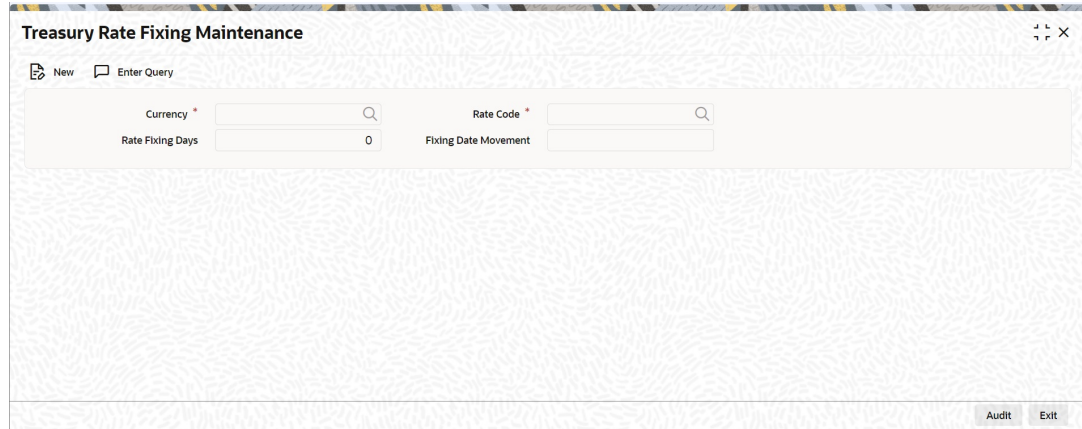 Treasury Rate Fixing Maintenance
New Enter Query
Currency * Rate Code *
Rate Fixing Days 0 Fixing Date Movement
Audit Exit